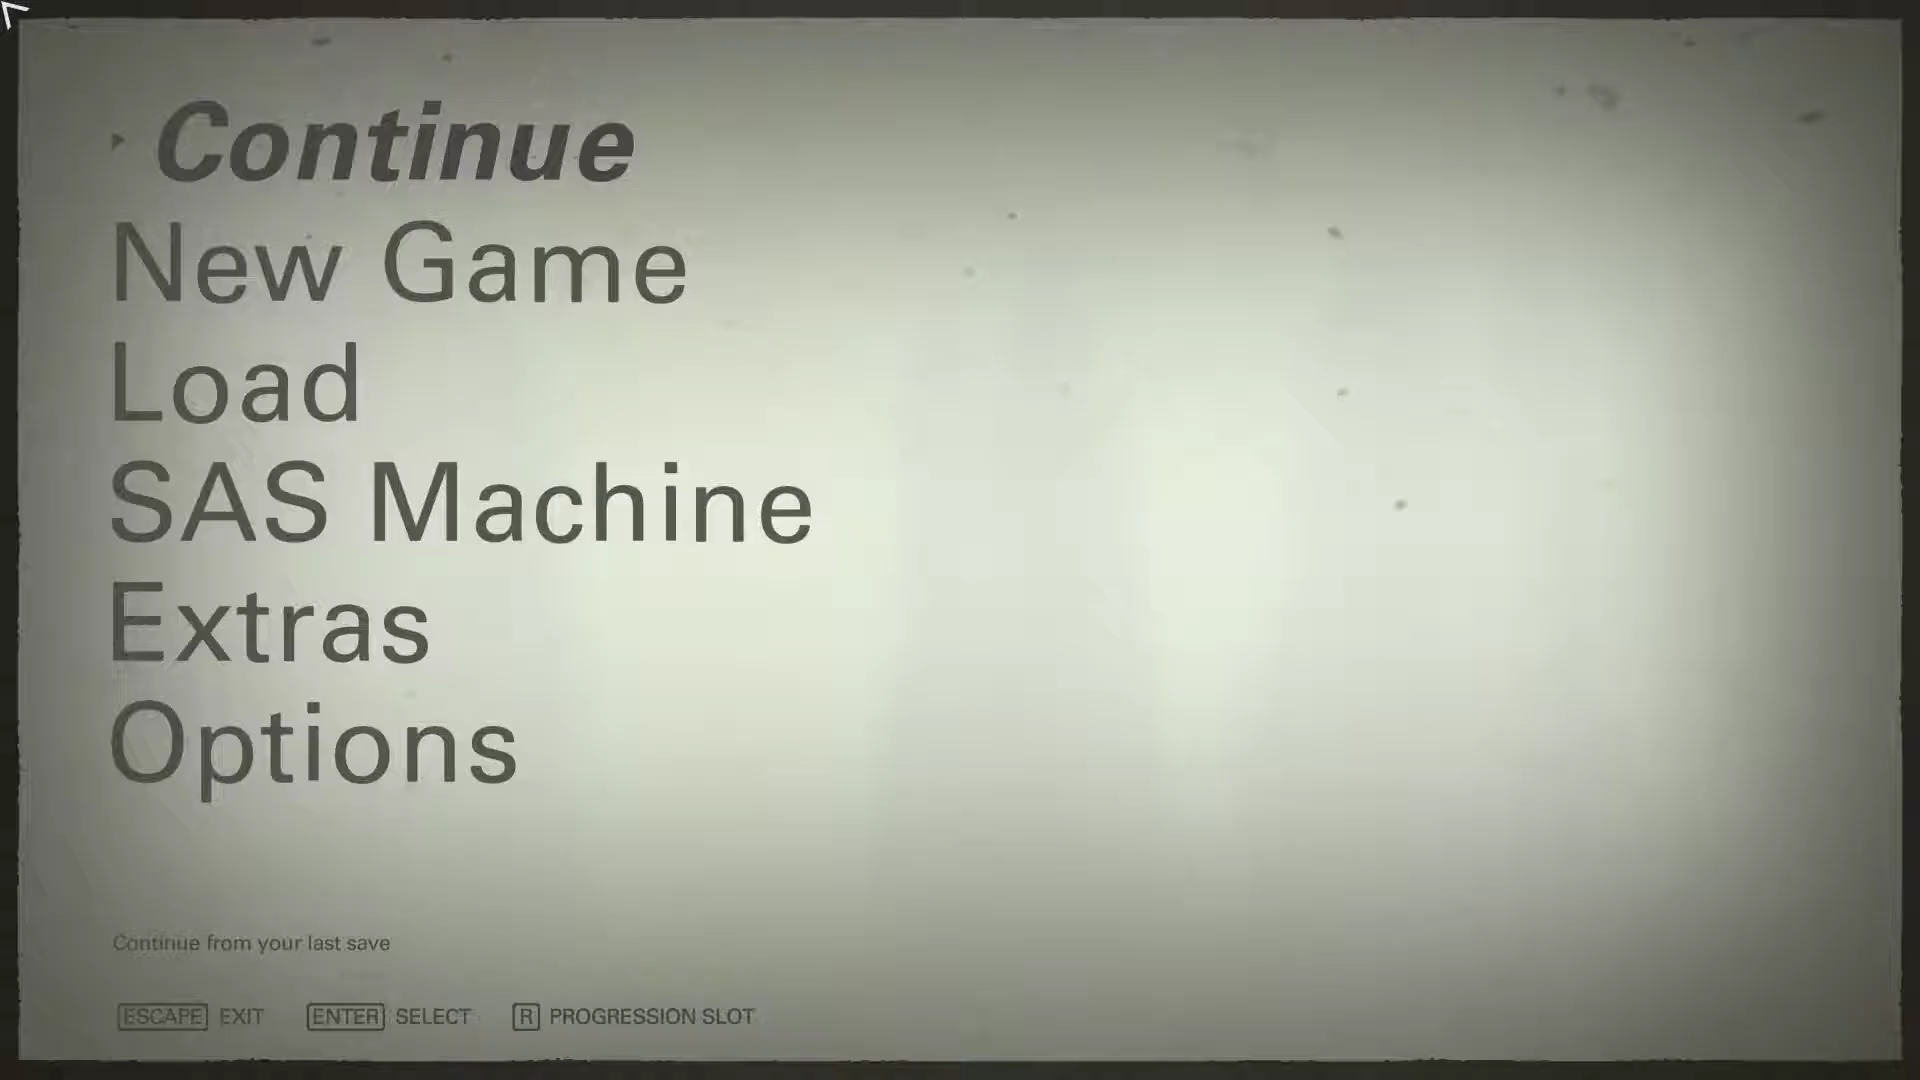 Continue
New Game
Load
SAS Machine
Extras
Options
Continue from your last save
ESCAPE EXIT ENTER SELECT R PROGRESSION SLOT